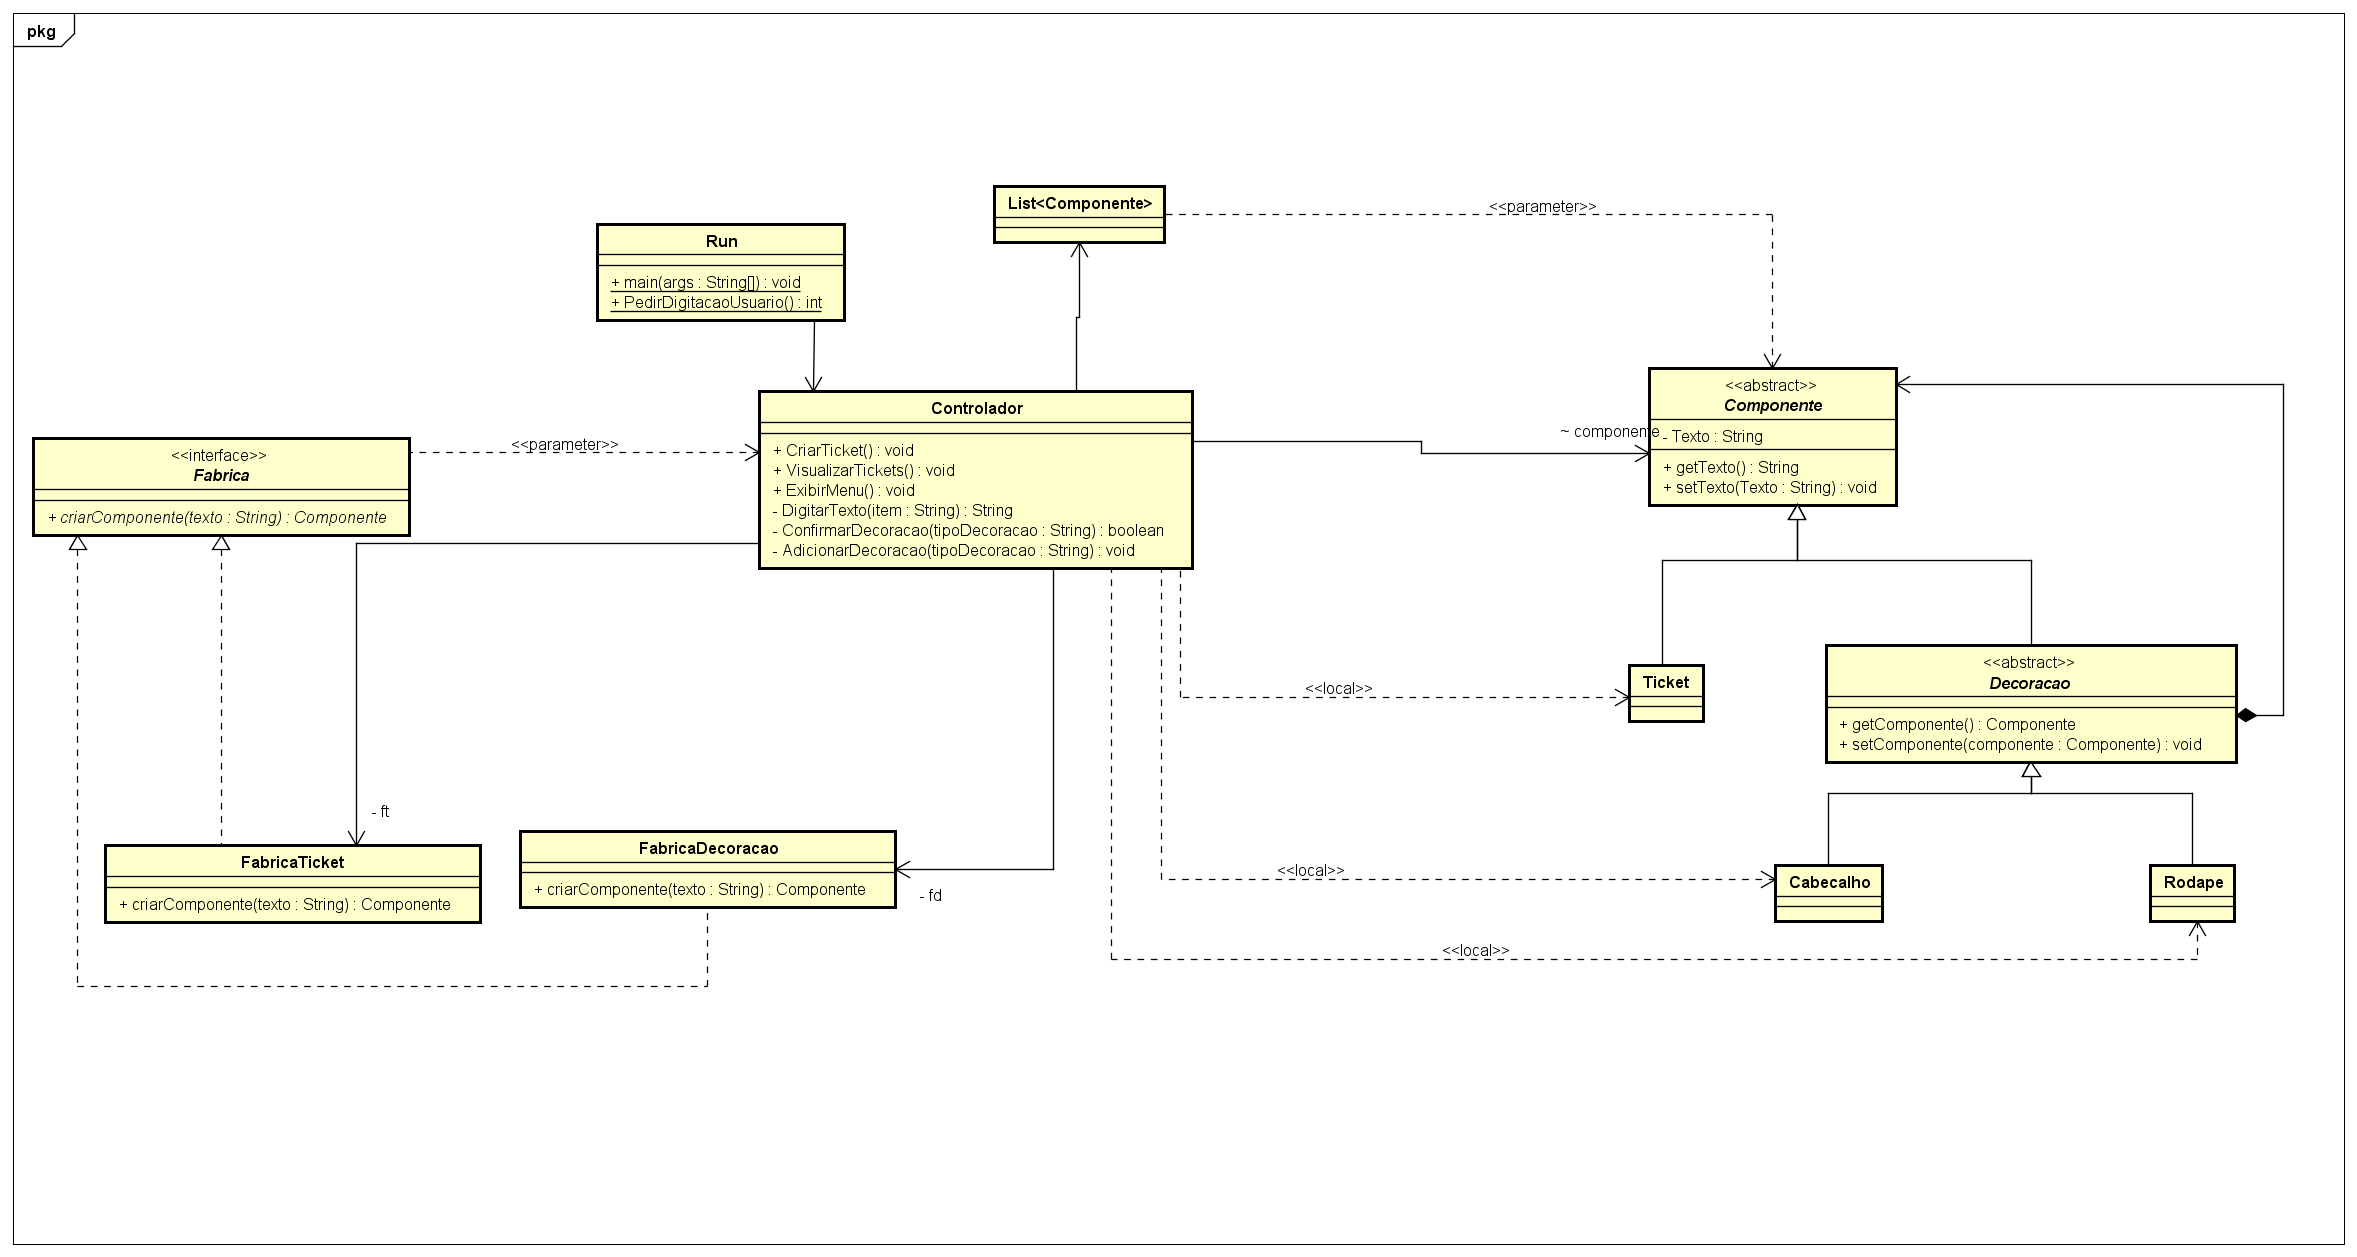 pkg
List<Componente>
<<parameter>>
Run
+ main(args : String[]) : void
+ PedirDigitacaoUsuario() : int
<<abstract>>
Componente
- Texto : String
+ getTexto() : String
+ setTexto(Texto : String) : void
~ componente
Controlador
+ CriarTicket() : void
+ VisualizarTickets() : void
+ ExibirMenu() : void
- DigitarTexto(item : String) : String
- ConfirmarDecoracao(tipoDecoracao : String) : boolean
- AdicionarDecoracao(tipoDecoracao : String) : void
<<parameter>>
<<interface>>
Fabrica
+ criarComponente(texto : String) : Componente
<<local>>
Ticket
<<abstract>>
Decoracao
+ getComponente() : Componente
+ setComponente(componente : Componente) : void
- ft
FabricaTicket
+ criarComponente(texto : String) : Componente
FabricaDecoracao
+ criarComponente(texto : String) : Componente
- fd
<<local>>
Cabecalho
Rodape
<<local>>